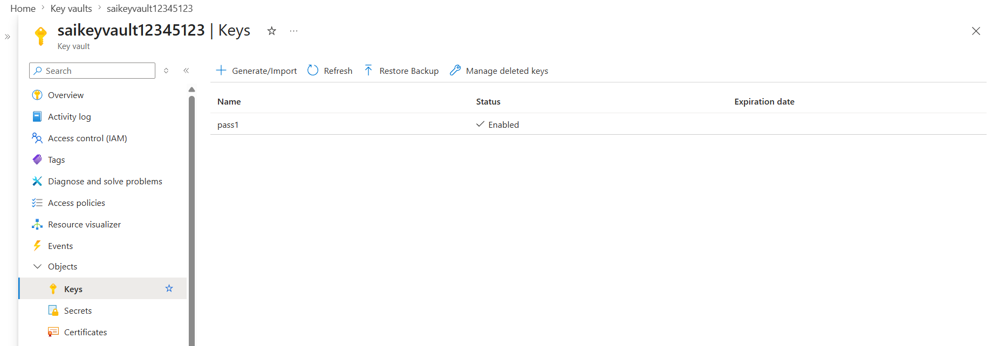 Home > Key vaults > saikeyvault12345123
saikeyvault12345123 | Keys
Key vault
Search
Generate/Import Refresh Restore Backup Manage deleted keys
Overview
Activity log
Access control (IAM)
Tags
Diagnose and solve problems
Access policies
Resource visualizer
Events
Objects
Keys
Secrets
Certificates
Name Status Expiration date
pass1 Enabled